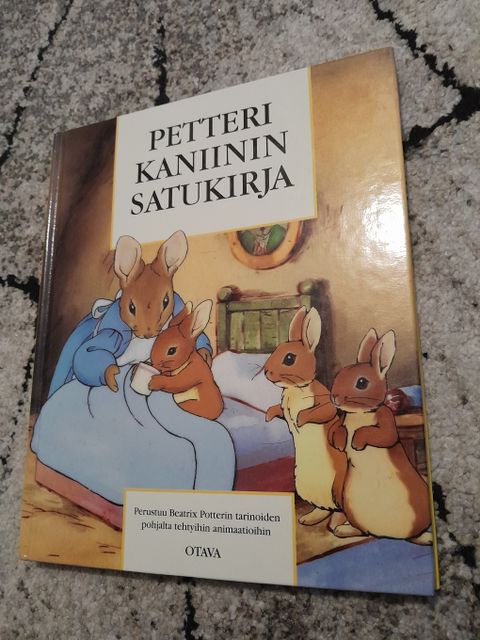 PETTERI
KANIININ
SATUKIRJA
Perustuu Beatrix Potterin tarinoiden
pohjalta tehtyihin animaatioihin
OTAVA